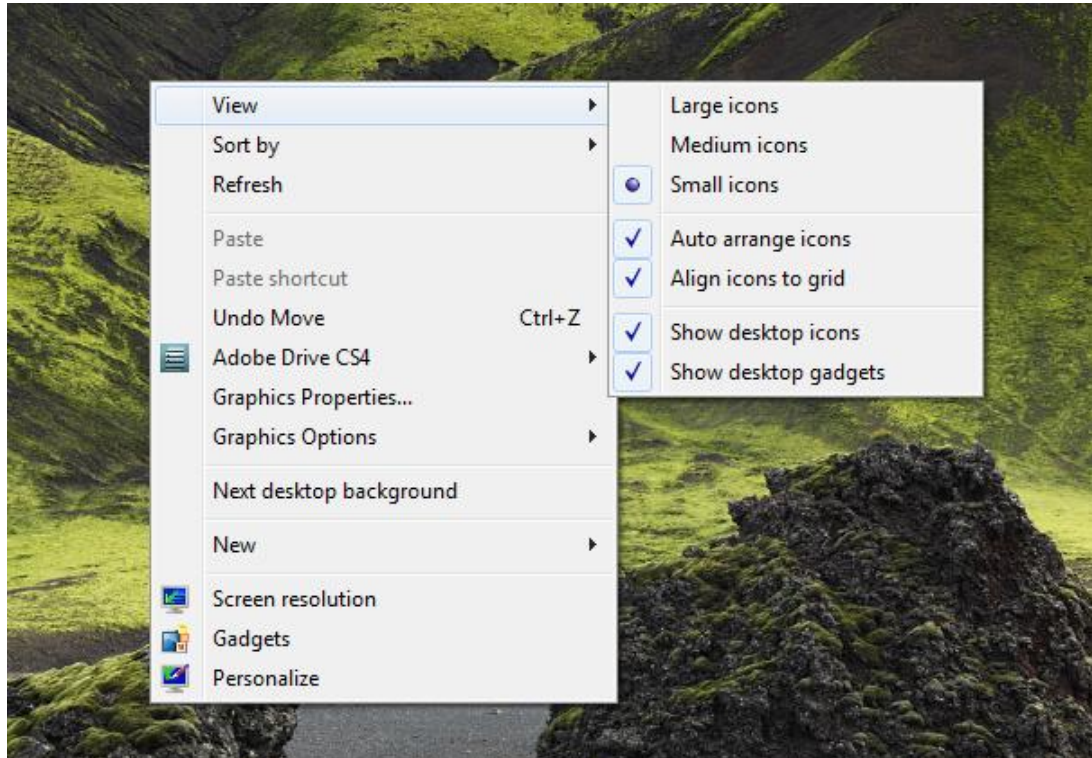 View
Sort by
Refresh
Paste
Paste shortcut
Undo Move Ctrl+Z
Adobe Drive CS4
Graphics Properties...
Graphics Options
Next desktop background
New
Screen resolution
Gadgets
Personalize
Large icons
Medium icons
Small icons
Auto arrange icons
Align icons to grid
Show desktop icons
Show desktop gadgets